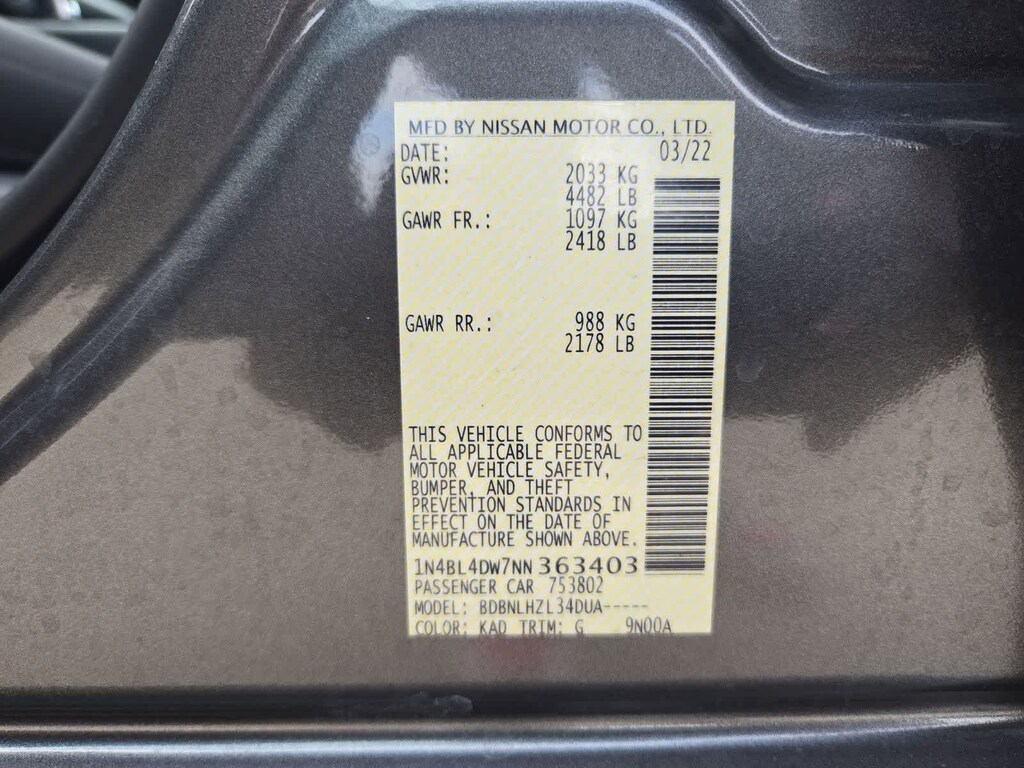 MFD BY NISSAN MOTOR CO., LTD.
DATE: 03/22
GVWR: 2033 KG
4482 LB
GAWR FR.: 1097 KG
2418 LB
GAWR RR.: 988 KG
2178 LB
THIS VEHICLE CONFORMS TO
ALL APPLICABLE FEDERAL
MOTOR VEHICLE SAFETY,
BUMPER, AND THEFT
PREVENTION STANDARDS IN
EFFECT ON THE DATE OF
MANUFACTURE SHOWN ABOVE.
1N4BL4DW7NN363403
PASSENGER CAR 753802
MODEL: BDBNLHZL34DUA-----
COLOR: KAD TRIM: G 9N00A